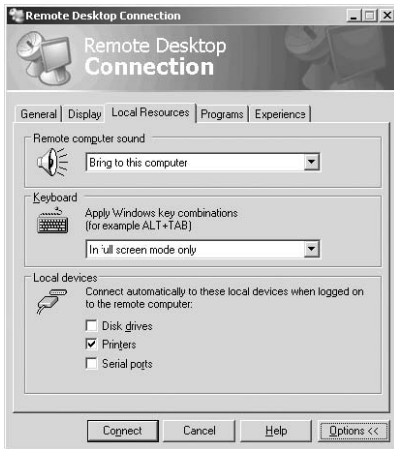 Remote Desktop Connection
Remote Desktop
Connection
General Display Local Resources Programs Experience
Remote computer sound
Bring to this computer
Keyboard
Apply Windows key combinations
(for example ALT+TAB)
In full screen mode only
Local devices
Connect automatically to these local devices when logged on
to the remote computer:
Disk drives
Printers
Serial ports
Connect Cancel Help Options <<